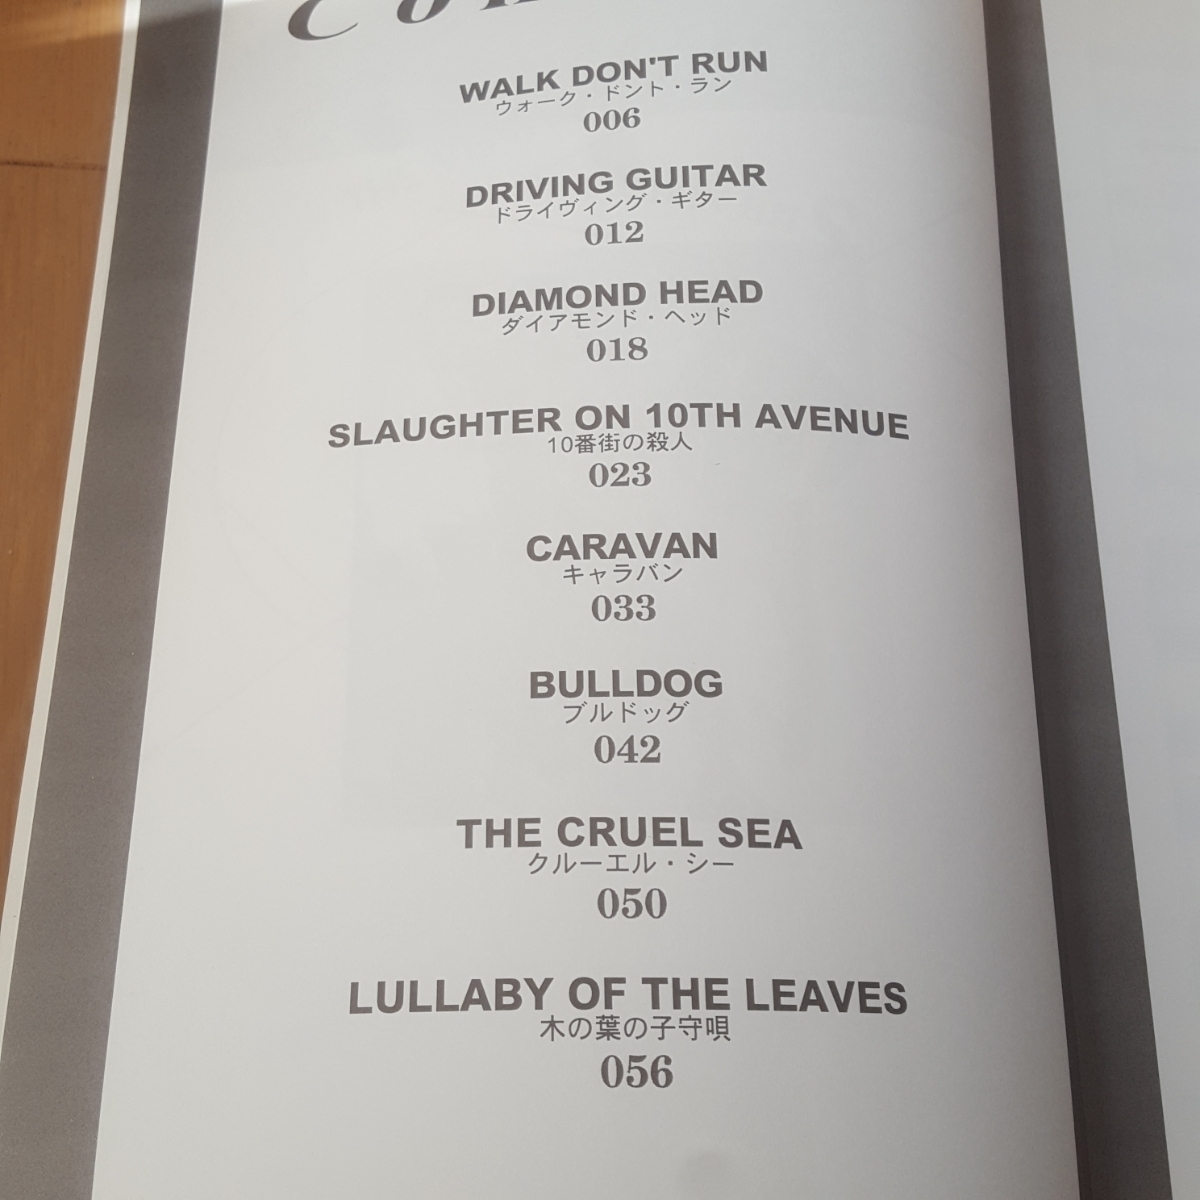 WALK DON'T RUN
ウォーク・ドント・ラン
006
DRIVING GUITAR
ドライヴィング・ギター
012
DIAMOND HEAD
ダイアモンド・ヘッド
018
SLAUGHTER ON 10TH AVENUE
10番街の殺人
023
CARAVAN
キャラバン
033
BULLDOG
ブルドッグ
042
THE CRUEL SEA
クルーエル・シー
050
LULLABY OF THE LEAVES
木の葉の子守唄
056